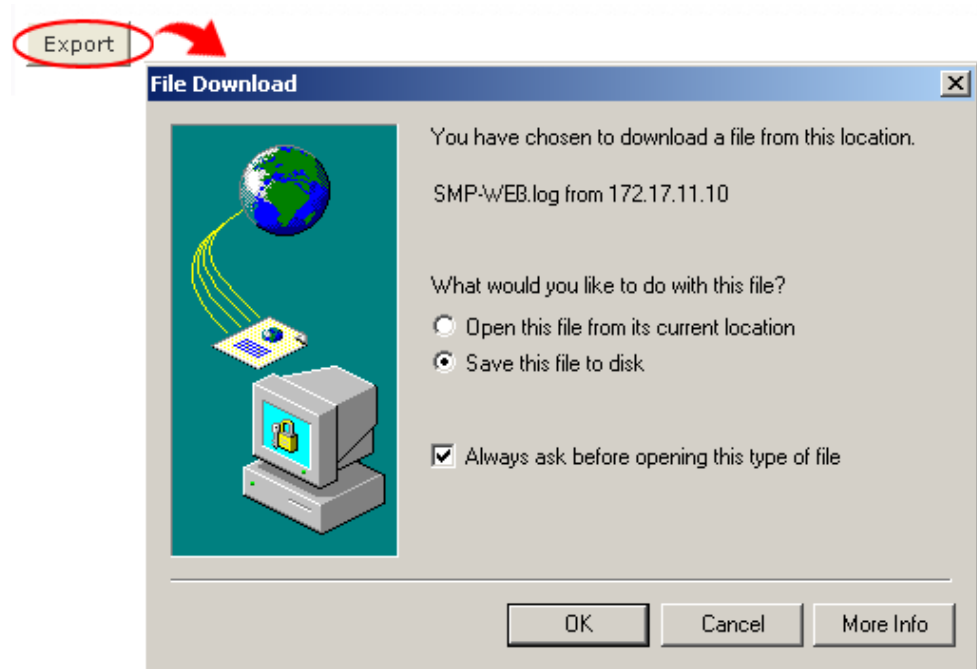 Export
File Download
You have chosen to download a file from this location.
SMP-WEB.log from 172.17.11.10
What would you like to do with this file?
Open this file from its current location
Save this file to disk
Always ask before opening this type of file
OK Cancel More Info